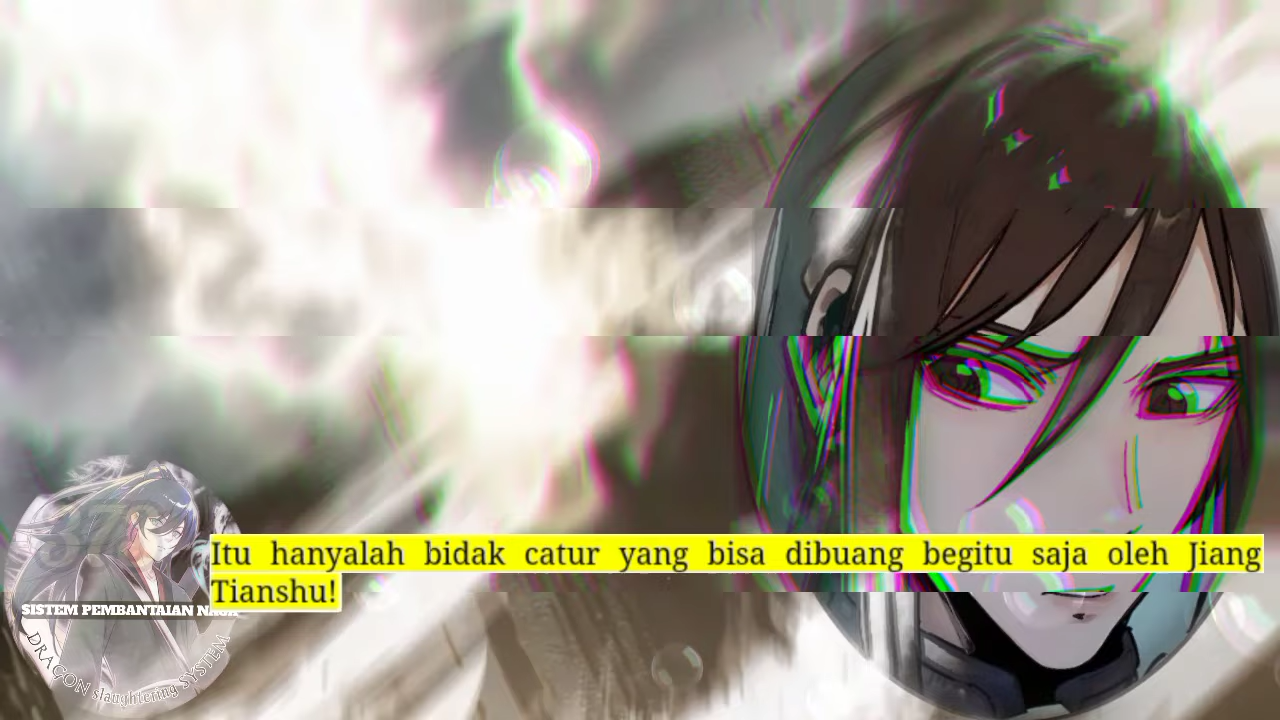 Itu hanyalah bidak catur yang bisa dibuang begitu saja oleh Jiang
Tianshu!
SISTEM PEMBANTAIAN NAGA
DRAGON slaughtering SYSTEM